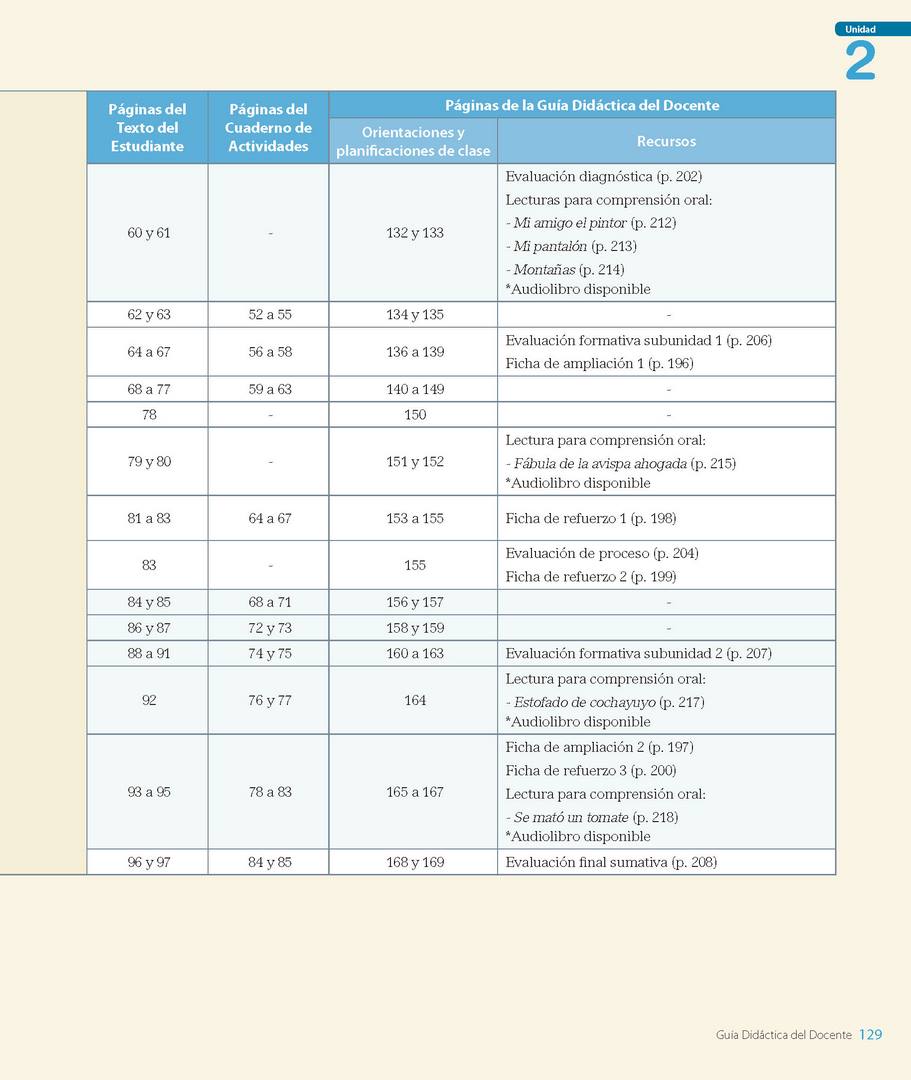 Unidad
2
Páginas del Texto del Estudiante
Páginas del Cuaderno de Actividades
Páginas de la Guía Didáctica del Docente
Orientaciones y planificaciones de clase
Recursos
60 y 61
-
132 y 133
Evaluación diagnóstica (p. 202)
Lecturas para comprensión oral:
- Mi amigo el pintor (p. 212)
- Mi pantalón (p. 213)
- Montañas (p. 214)
*Audiolibro disponible
62 y 63
52 a 55
134 y 135
-
64 a 67
56 a 58
136 a 139
Evaluación formativa subunidad 1 (p. 206)
Ficha de ampliación 1 (p. 196)
68 a 77
59 a 63
140 a 149
-
78
-
150
-
79 y 80
-
151 y 152
Lectura para comprensión oral:
- Fábula de la avispa ahogada (p. 215)
*Audiolibro disponible
81 a 83
64 a 67
153 a 155
Ficha de refuerzo 1 (p. 198)
83
-
155
Evaluación de proceso (p. 204)
Ficha de refuerzo 2 (p. 199)
84 y 85
68 a 71
156 y 157
-
86 y 87
72 y 73
158 y 159
-
88 a 91
74 y 75
160 a 163
Evaluación formativa subunidad 2 (p. 207)
92
76 y 77
164
Lectura para comprensión oral:
- Estofado de cochayuyo (p. 217)
*Audiolibro disponible
93 a 95
78 a 83
165 a 167
Ficha de ampliación 2 (p. 197)
Ficha de refuerzo 3 (p. 200)
Lectura para comprensión oral:
- Se mató un tomate (p. 218)
*Audiolibro disponible
96 y 97
84 y 85
168 y 169
Evaluación final sumativa (p. 208)
Guía Didáctica del Docente 129